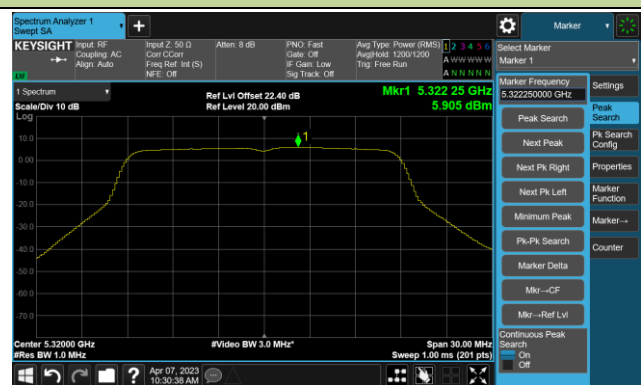 Spectrum Analyzer 1
Swept SA
+
Marker
KEYSIGHT
LV
Input: RF
Coupling: AC
Align: Auto
Input Z: 50 Ω
Corr CCorr
Freq Ref: Int (S)
NFE: Off
Atten: 8 dB
PNO: Fast
Gate: Off
IF Gain: Low
Sig Track: Off
Avg Type: Power (RMS)
Avg|Hold: 1200/1200
Trig: Free Run
1 2 3 4 5 6
A W W W W W
A N N N N N
Select Marker
Marker 1
1 Spectrum
Scale/Div 10 dB
Log
Ref Lvl Offset 22.40 dB
Ref Level 20.00 dBm
Mkr1 5.322 25 GHz
5.905 dBm
1
10.0
0.00
-10.0
-20.0
-30.0
-40.0
-50.0
-60.0
-70.0
Center 5.32000 GHz
#Res BW 1.0 MHz
#Video BW 3.0 MHz*
Span 30.00 MHz
Sweep 1.00 ms (201 pts)
Marker Frequency
5.322250000 GHz
Peak Search
Next Peak
Next Pk Right
Next Pk Left
Minimum Peak
Pk-Pk Search
Marker Delta
Mkr→CF
Mkr→Ref Lvl
Continuous Peak
Search
On
Off
Settings
Peak
Search
Pk Search
Config
Properties
Marker
Function
Marker→
Counter
?
Apr 07, 2023
10:30:38 AM